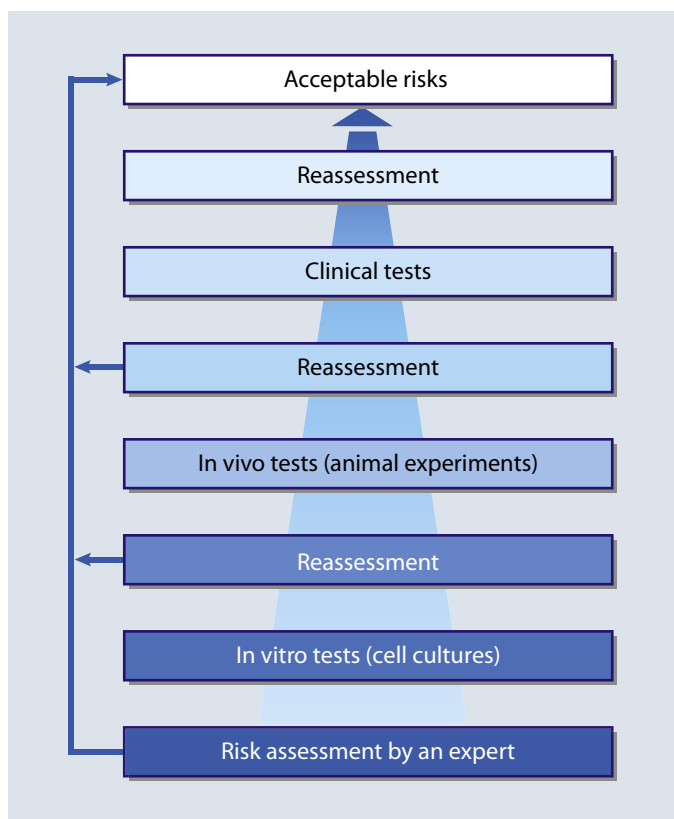 Acceptable risks
Reassessment
Clinical tests
Reassessment
In vivo tests (animal experiments)
Reassessment
In vitro tests (cell cultures)
Risk assessment by an expert